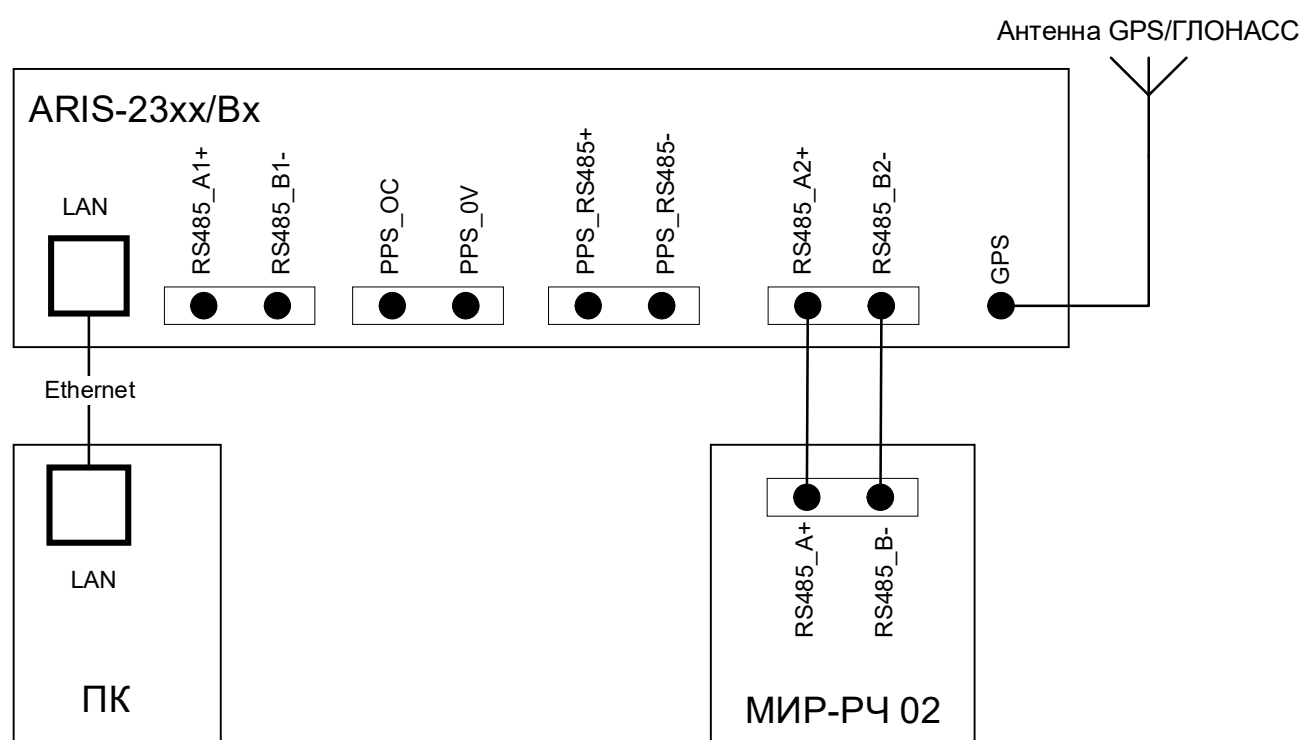 Антенна GPS/ГЛОНАСС
ARIS-23xx/Bx
LAN
RS485_A1+
RS485_B1-
PPS_OC
PPS_0V
PPS_RS485+
PPS_RS485-
RS485_A2+
RS485_B2-
GPS
Ethernet
LAN
ПК
RS485_A+
RS485_B-
МИР-РЧ 02